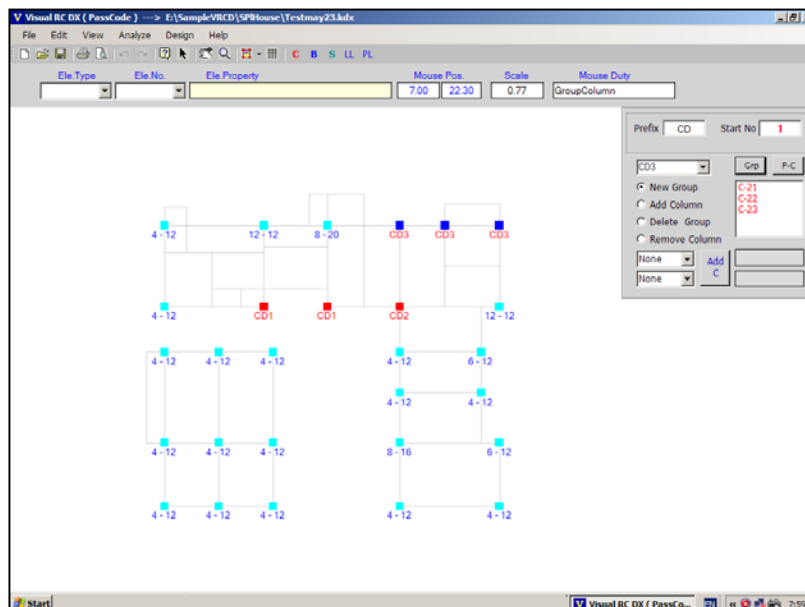 Visual RC DX ( PassCode ) ---> E:\SampleVRCD\SPIHouse\Testmay23.kdx
File Edit View Analyze Design Help
C B S LL PL
Ele.Type Ele.No. Ele.Property Mouse Pos. Scale Mouse Duty
7.00 22.30 0.77 GroupColumn
Prefix CD Start No 1
CD3 Grp F-C
New Group
Add Column
Delete Group
Remove Column
C-21
C-22
C-23
None
None
Add C
4 - 12 12 - 12 8 - 20 CD3 CD3 CD3
4 - 12 CD1 CD1 CD2 12 - 12
4 - 12 4 - 12 4 - 12 4 - 12 6 - 12
4 - 12 4 - 12
4 - 12 4 - 12 4 - 12 8 - 16 6 - 12
4 - 12 4 - 12 4 - 12 4 - 12 4 - 12
Start Visual RC DX ( PassCo... EN